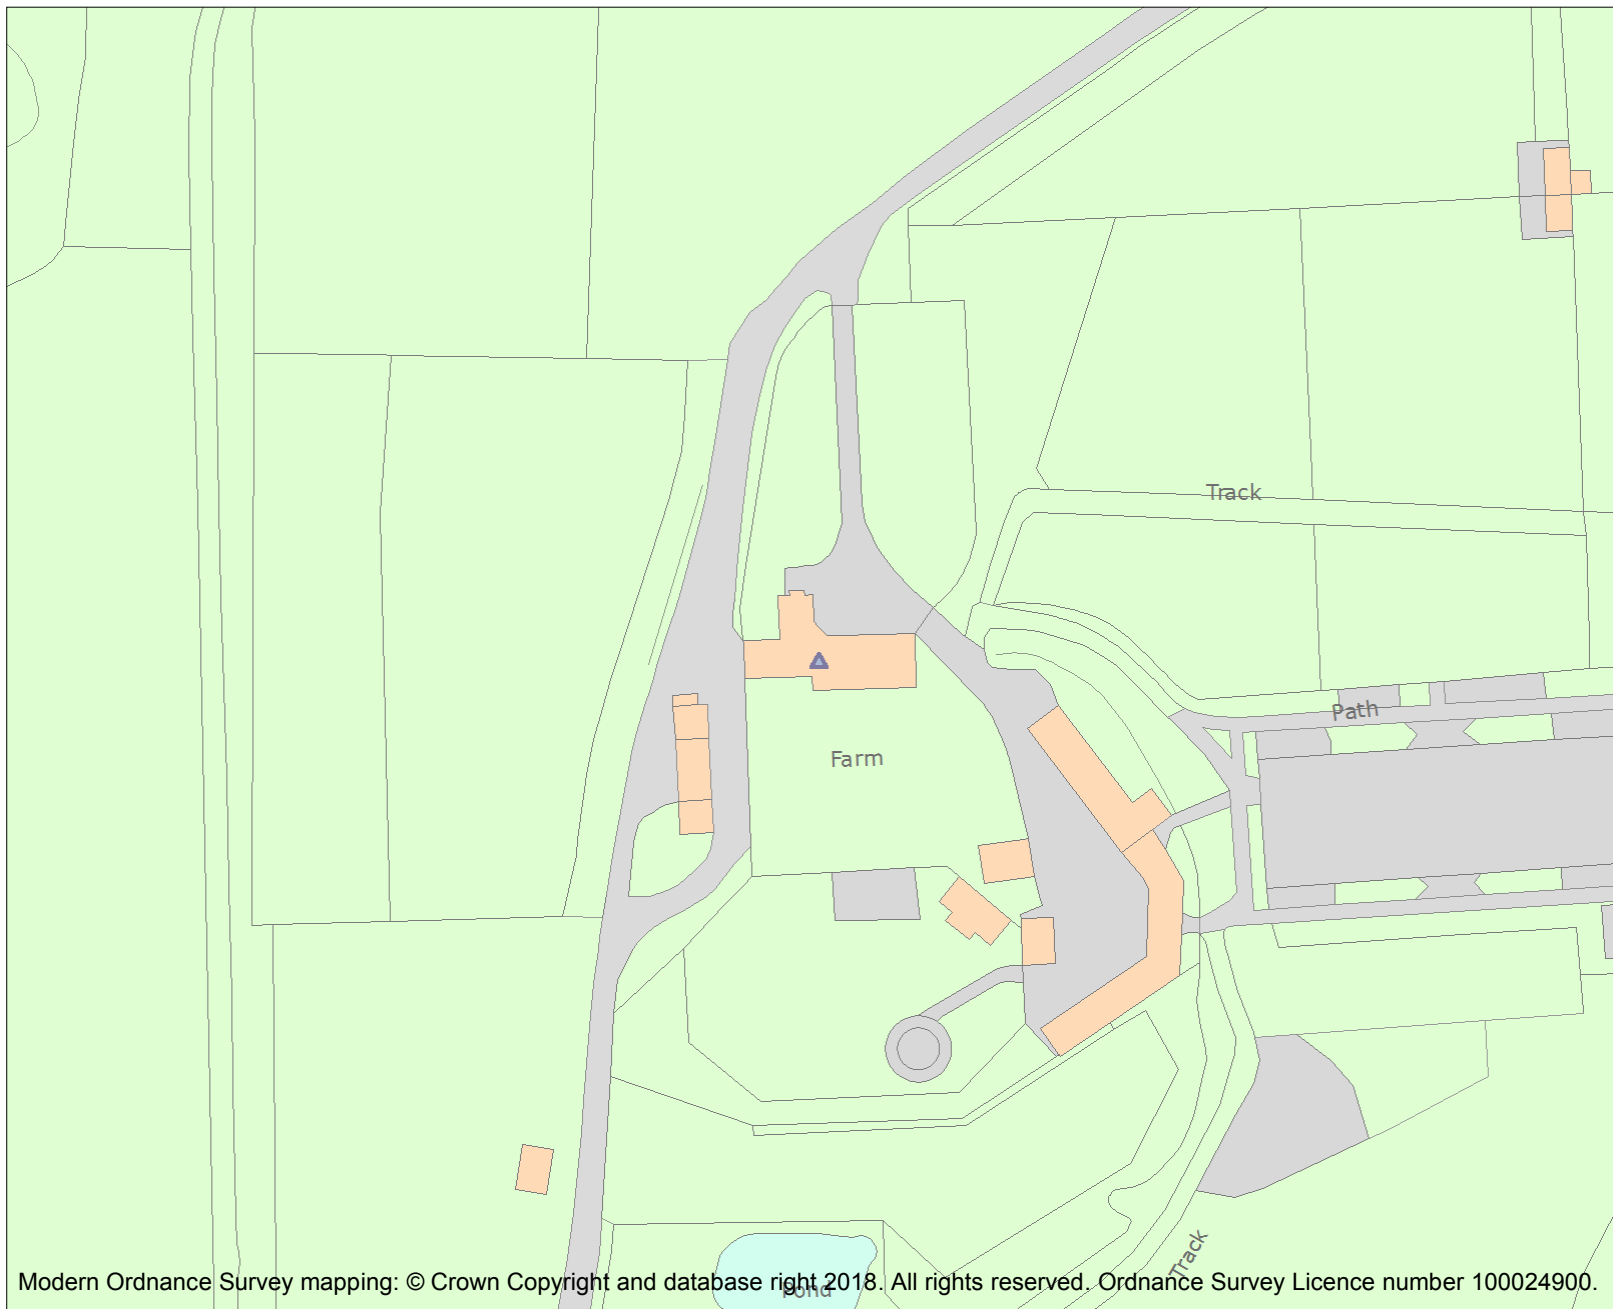 Track
Path
Farm
Track
Pond
Modern Ordnance Survey mapping: © Crown Copyright and database right 2018. All rights reserved. Ordnance Survey Licence number 100024900.